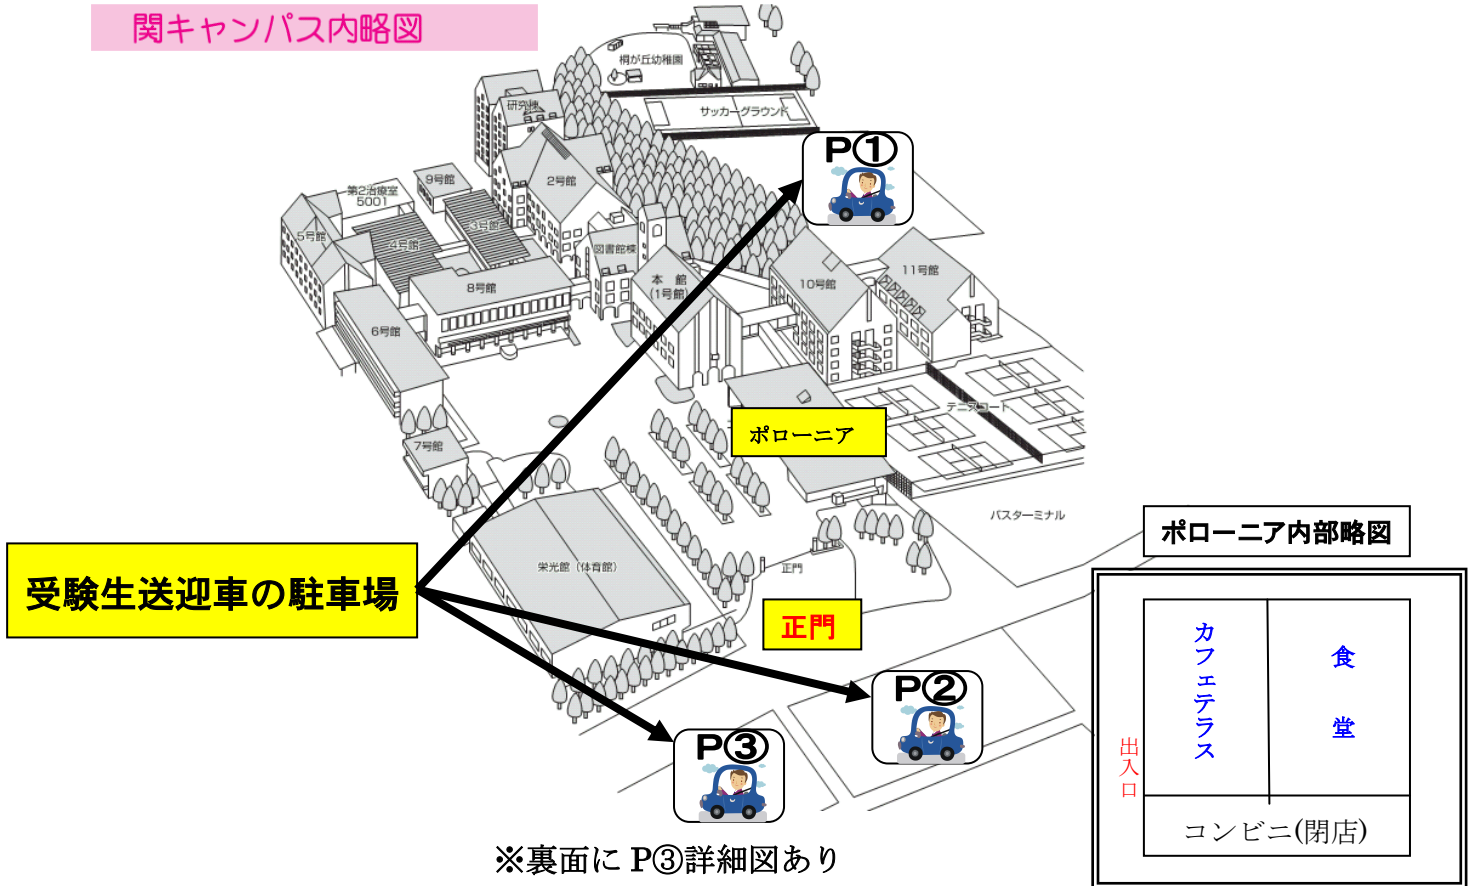 関キャンパス内略図
桐が丘幼稚園
研究棟
サッカーグラウンド
P①
9号館
2号館
第2治療室
5001
5号館
4号館
3号館
図書館棟
8号館
本館
(1号館)
10号館
11号館
6号館
テニスコート
ポローニア
7号館
バスターミナル
ポローニア内部略図
栄光館(体育館)
正門
受験生送迎車の駐車場
正門
カフェテラス
食堂
P②
P③
出入口
コンビニ(閉店)
※裏面にP③詳細図あり